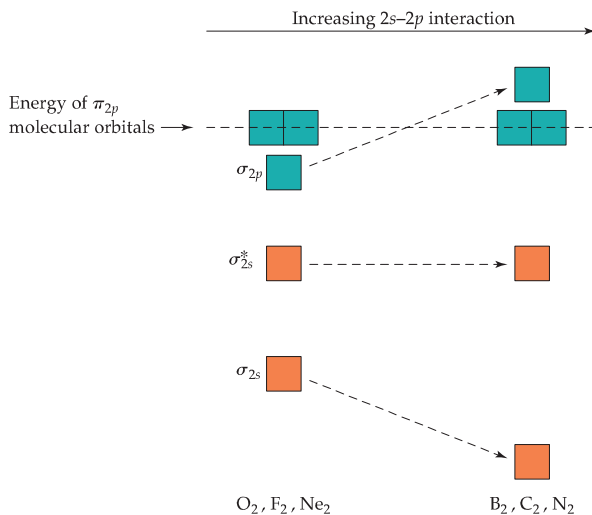 Increasing 2s–2p interaction
Energy of π₂ₚ
molecular orbitals
σ₂ₚ
σ*₂ₛ
σ₂ₛ
O₂, F₂, Ne₂
B₂, C₂, N₂